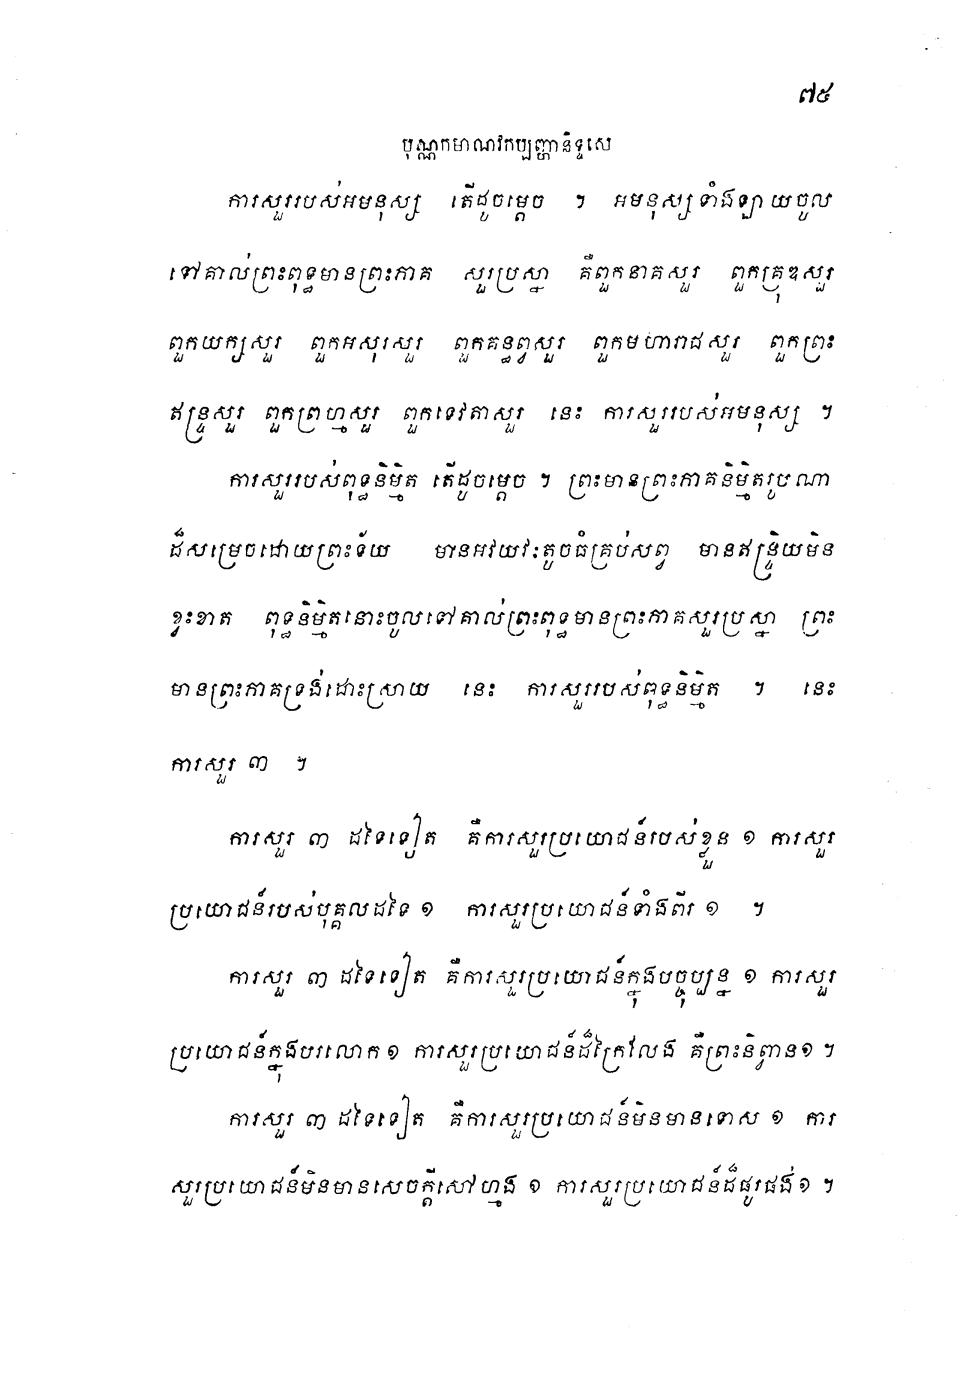 ៧៥
បុណ្ណកមាណវកប្បញ្ហានិទ្ទេស
ការសួររបស់អមនុស្ស តើដូចម្តេច ។ អមនុស្សទាំងឡាយចូល
ទៅគាល់ព្រះពុទ្ធមានព្រះភាគ សួរប្រស្នា គឺពួកនាគសួរ ពួកគ្រុឌសួរ
ពួកយក្សសួរ ពួកអសុរសួរ ពួកគន្ធព្វសួរ ពួកមហារាជសួរ ពួកព្រះ
ឥន្ទ្រសួរ ពួកព្រហ្មសួរ ពួកទេវតាសួរ នេះ ការសួររបស់អមនុស្ស ។
ការសួររបស់ពុទ្ធនិម្មិត តើដូចម្តេច ។ ព្រះមានព្រះភាគនិម្មិតរូបណា
ដ៏សម្រេចដោយព្រះទ័យ មានអវយវៈតូចធំគ្រប់សព្វ មានឥន្ទ្រិយមិន
ខ្វះខាត ពុទ្ធនិម្មិតនោះចូលទៅគាល់ព្រះពុទ្ធមានព្រះភាគសួរប្រស្នា ព្រះ
មានព្រះភាគទ្រង់ដោះស្រាយ នេះ ការសួររបស់ពុទ្ធនិម្មិត ។ នេះ
ការសួរ ៣ ។
ការសួរ ៣ ដទៃទៀត គឺការសួរប្រយោជន៍របស់ខ្លួន ១ ការសួរ
ប្រយោជន៍របស់បុគ្គលដទៃ ១ ការសួរប្រយោជន៍ទាំងពីរ ១ ។
ការសួរ ៣ ដទៃទៀត គឺការសួរប្រយោជន៍ក្នុងបច្ចុប្បន្ន ១ ការសួរ
ប្រយោជន៍ក្នុងបរលោក ១ ការសួរប្រយោជន៍ដ៏ក្រៃលែង គឺព្រះនិព្វាន១ ។
ការសួរ ៣ ដទៃទៀត គឺការសួរប្រយោជន៍មិនមានទោស ១ ការ
សួរប្រយោជន៍មិនមានសេចក្តីសៅហ្មង ១ ការសួរប្រយោជន៍ដ៏ផូរផង់១ ។